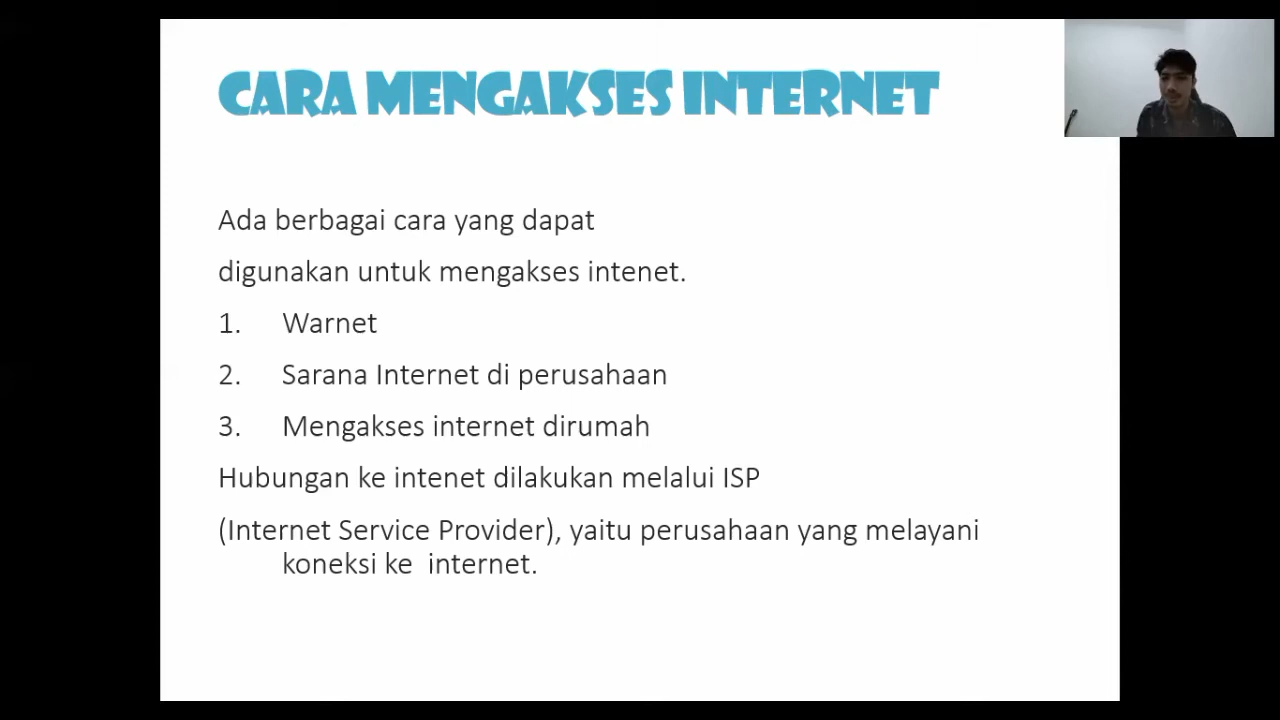 CARA MENGAKSES INTERNET
Ada berbagai cara yang dapat
digunakan untuk mengakses intenet.
1. Warnet
2. Sarana Internet di perusahaan
3. Mengakses internet dirumah
Hubungan ke intenet dilakukan melalui ISP
(Internet Service Provider), yaitu perusahaan yang melayani
koneksi ke  internet.